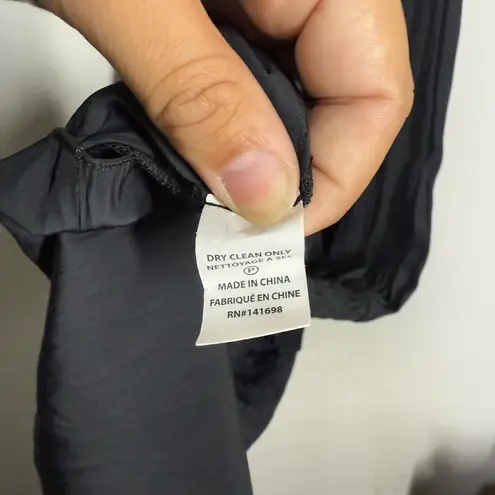 DRY CLEAN ONLY
NETTOYAGE A SEC
P
MADE IN CHINA
FABRIQUÉ EN CHINE
RN#141698